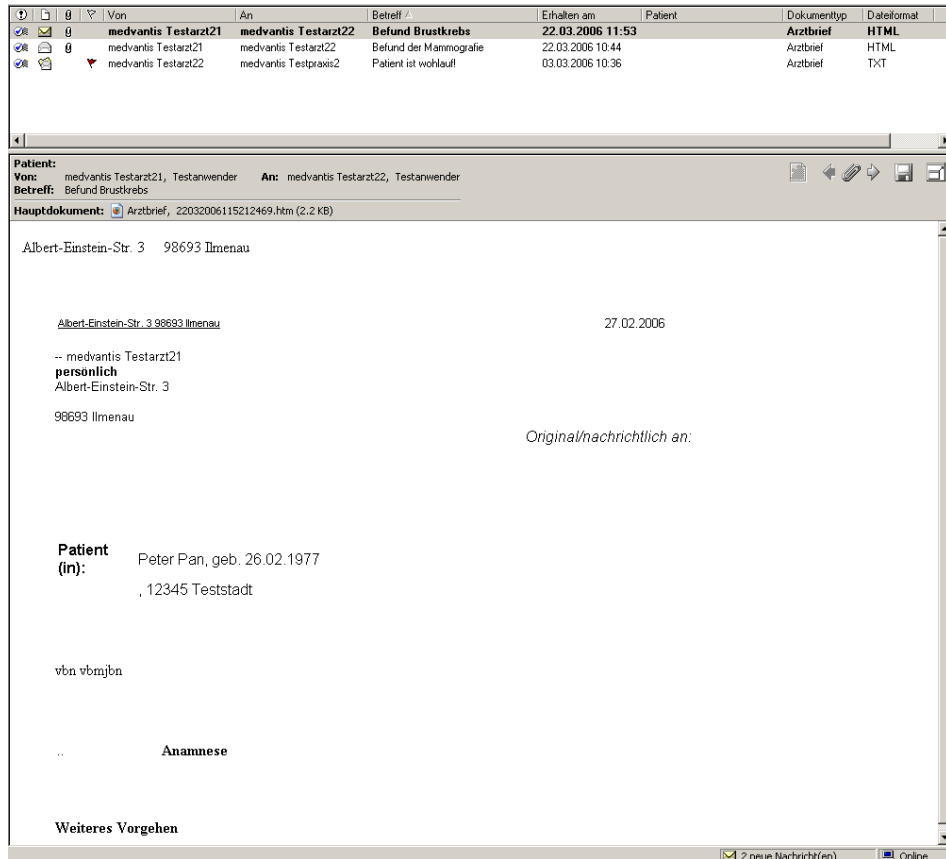 Von An Betreff Erhalten am Patient Dokumenttyp Dateiformat
medvantis Testarzt21 medvantis Testarzt22 Befund Brustkrebs 22.03.2006 11:53 Arztbrief HTML
medvantis Testarzt21 medvantis Testarzt22 Befund der Mammografie 22.03.2006 10:44 Arztbrief HTML
medvantis Testarzt22 medvantis Testpraxis2 Patient ist wohlauf! 03.03.2006 10:36 Arztbrief TXT
Patient:
Von: medvantis Testarzt21, Testanwender An: medvantis Testarzt22, Testanwender
Betreff: Befund Brustkrebs
Hauptdokument: Arztbrief, 22032006115212469.htm (2.2 KB)
Albert-Einstein-Str. 3 98693 Ilmenau
Albert-Einstein-Str. 3 98693 Ilmenau 27.02.2006
-- medvantis Testarzt21
persönlich
Albert-Einstein-Str. 3
98693 Ilmenau
Original/nachrichtlich an:
Patient
(in): Peter Pan, geb. 26.02.1977
, 12345 Teststadt
vbn vbmjbn
.. Anamnese
Weiteres Vorgehen
2 neue Nachricht(en) Online